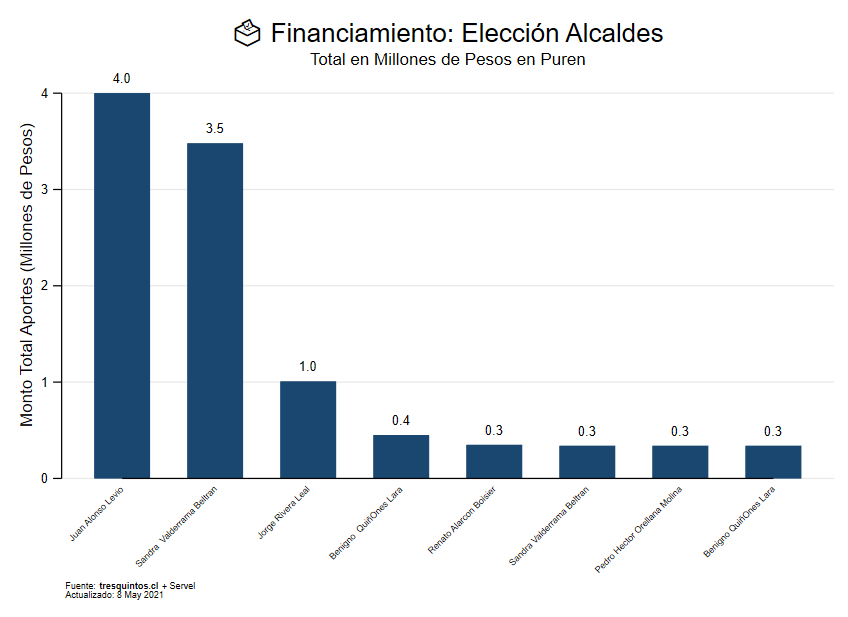 Financiamiento: Elección Alcaldes
Total en Millones de Pesos en Puren
Monto Total Aportes (Millones de Pesos)
4
3
2
1
0
4.0
3.5
1.0
0.4
0.3
0.3
0.3
0.3
Juan Alonso Levio
Sandra  Valderrama Beltran
Jorge Rivera Leal
Benigno  QuiñOnes Lara
Renato Alarcon Boisier
Sandra Valderrama Beltran
Pedro Hector Orellana Molina
Benigno QuiñOnes Lara
Fuente: tresquintos.cl + Servel
Actualizado: 8 May 2021